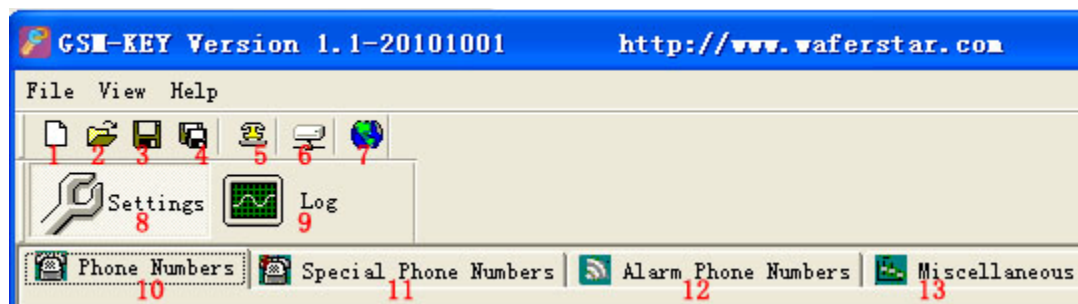 GSM-KEY Version 1.1-20101001 http://www.waferstar.com
File View Help
1 2 3 4 5 6 7
Settings Log
8 9
Phone Numbers Special Phone Numbers Alarm Phone Numbers Miscellaneous
10 11 12 13